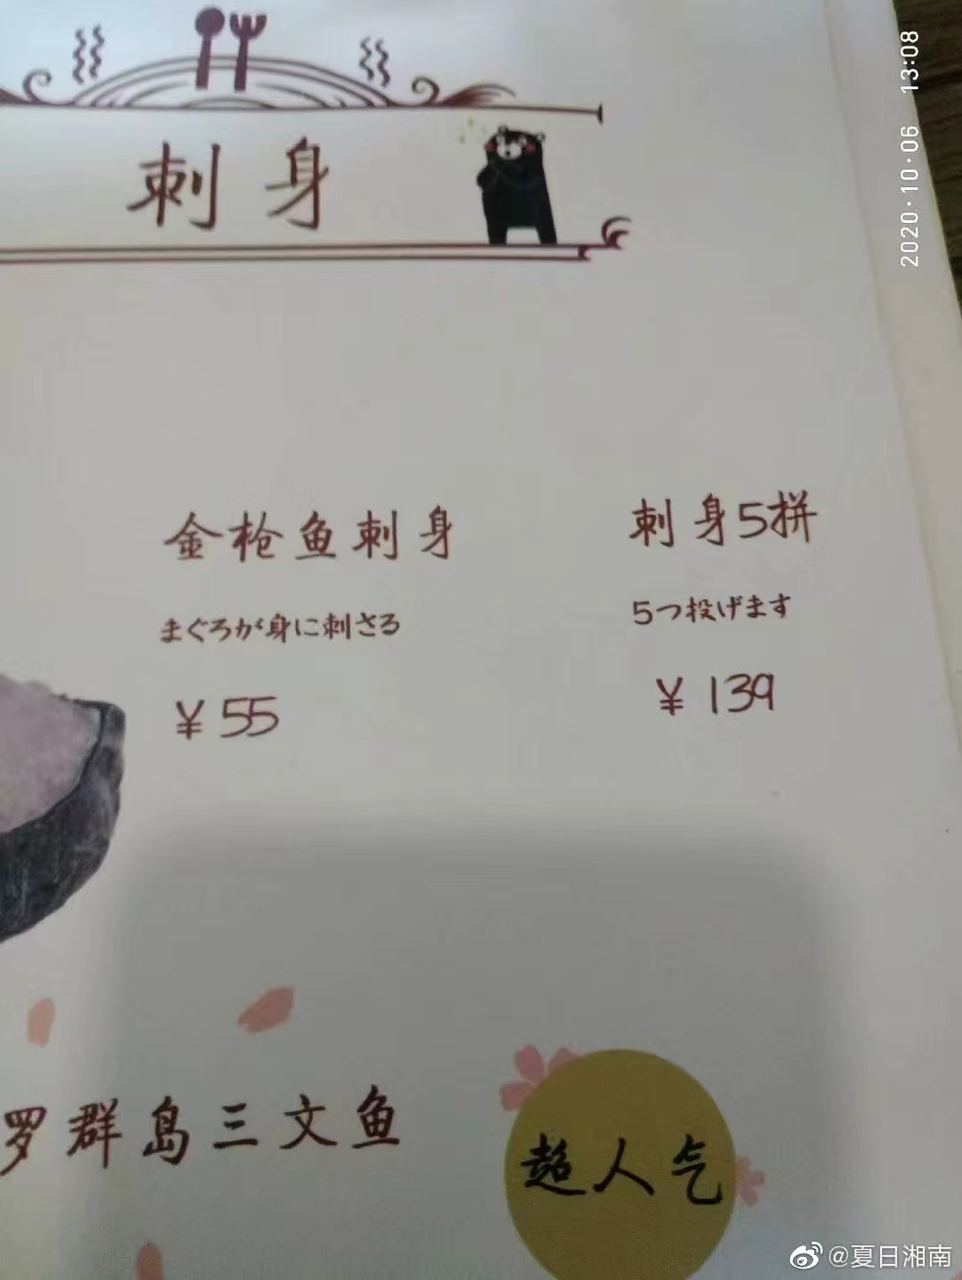 2020·10·06 13:08
刺身
金枪鱼刺身
まぐろが身に刺さる
¥55
刺身5拼
5つ投げます
¥139
罗群岛三文鱼
超人气
@夏日湘南